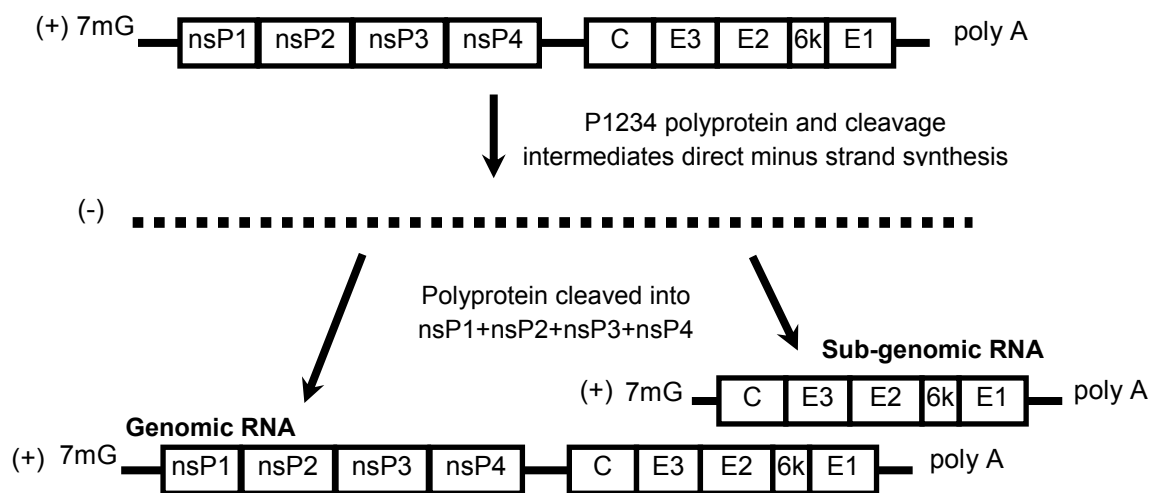 (+) 7mG nsP1 nsP2 nsP3 nsP4 C E3 E2 6k E1 poly A
P1234 polyprotein and cleavage
intermediates direct minus strand synthesis
(-)
Polyprotein cleaved into
nsP1+nsP2+nsP3+nsP4
Sub-genomic RNA
(+) 7mG C E3 E2 6k E1 poly A
Genomic RNA
(+) 7mG nsP1 nsP2 nsP3 nsP4 C E3 E2 6k E1 poly A